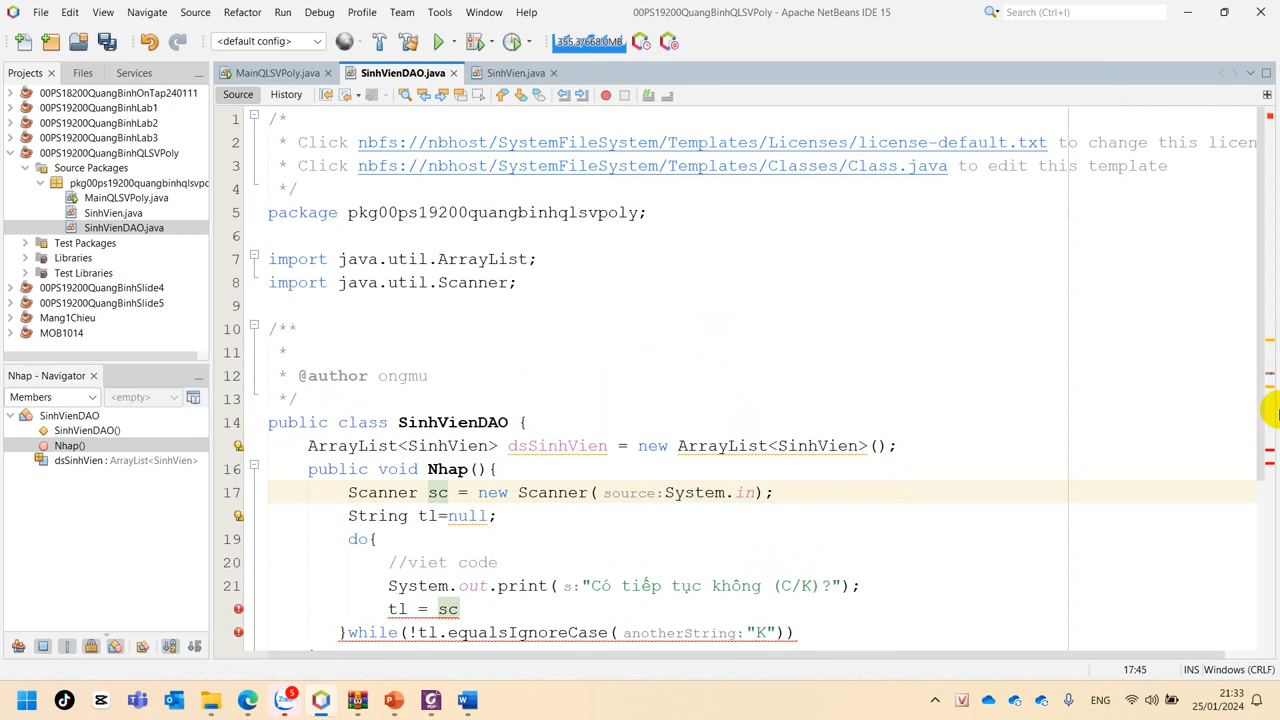 File Edit View Navigate Source Refactor Run Debug Profile Team Tools Window Help
00PS19200QuangBinhQLSVPoly - Apache NetBeans IDE 15
Search (Ctrl+I)
<default config>
355.3/668.0MB
Projects
Files
Services
MainQLSVPoly.java
SinhVienDAO.java
SinhVien.java
00PS18200QuangBinhOnTap240111
00PS19200QuangBinhLab1
00PS19200QuangBinhLab2
00PS19200QuangBinhLab3
00PS19200QuangBinhQLSVPoly
Source Packages
pkg00ps19200quangbinhqlsvpc
MainQLSVPoly.java
SinhVien.java
SinhVienDAO.java
Test Packages
Libraries
Test Libraries
00PS19200QuangBinhSlide4
00PS19200QuangBinhSlide5
Mang1Chieu
MOB1014
Nhap - Navigator
Members
<empty>
SinhVienDAO
SinhVienDAO()
Nhap()
dsSinhVien : ArrayList<SinhVien>
Source
History
1 /*
2 * Click nbfs://nbhost/SystemFileSystem/Templates/Licenses/license-default.txt to change this licen
3 * Click nbfs://nbhost/SystemFileSystem/Templates/Classes/Class.java to edit this template
4 */
5 package pkg00ps19200quangbinhqlsvpoly;
6
7 import java.util.ArrayList;
8 import java.util.Scanner;
9
10 /**
11 *
12 * @author ongmu
13 */
14 public class SinhVienDAO {
ArrayList<SinhVien> dsSinhVien = new ArrayList<SinhVien>();
16 public void Nhap(){
17 Scanner sc = new Scanner(source:System.in);
String tl=null;
19 do{
20 //viet code
21 System.out.print(s:"Có tiếp tục không (C/K)?");
tl = sc
}while(!tl.equalsIgnoreCase(anotherString:"K"))
17:45
INS
Windows (CRLF)
Zalo
5
ENG
21:33
25/01/2024